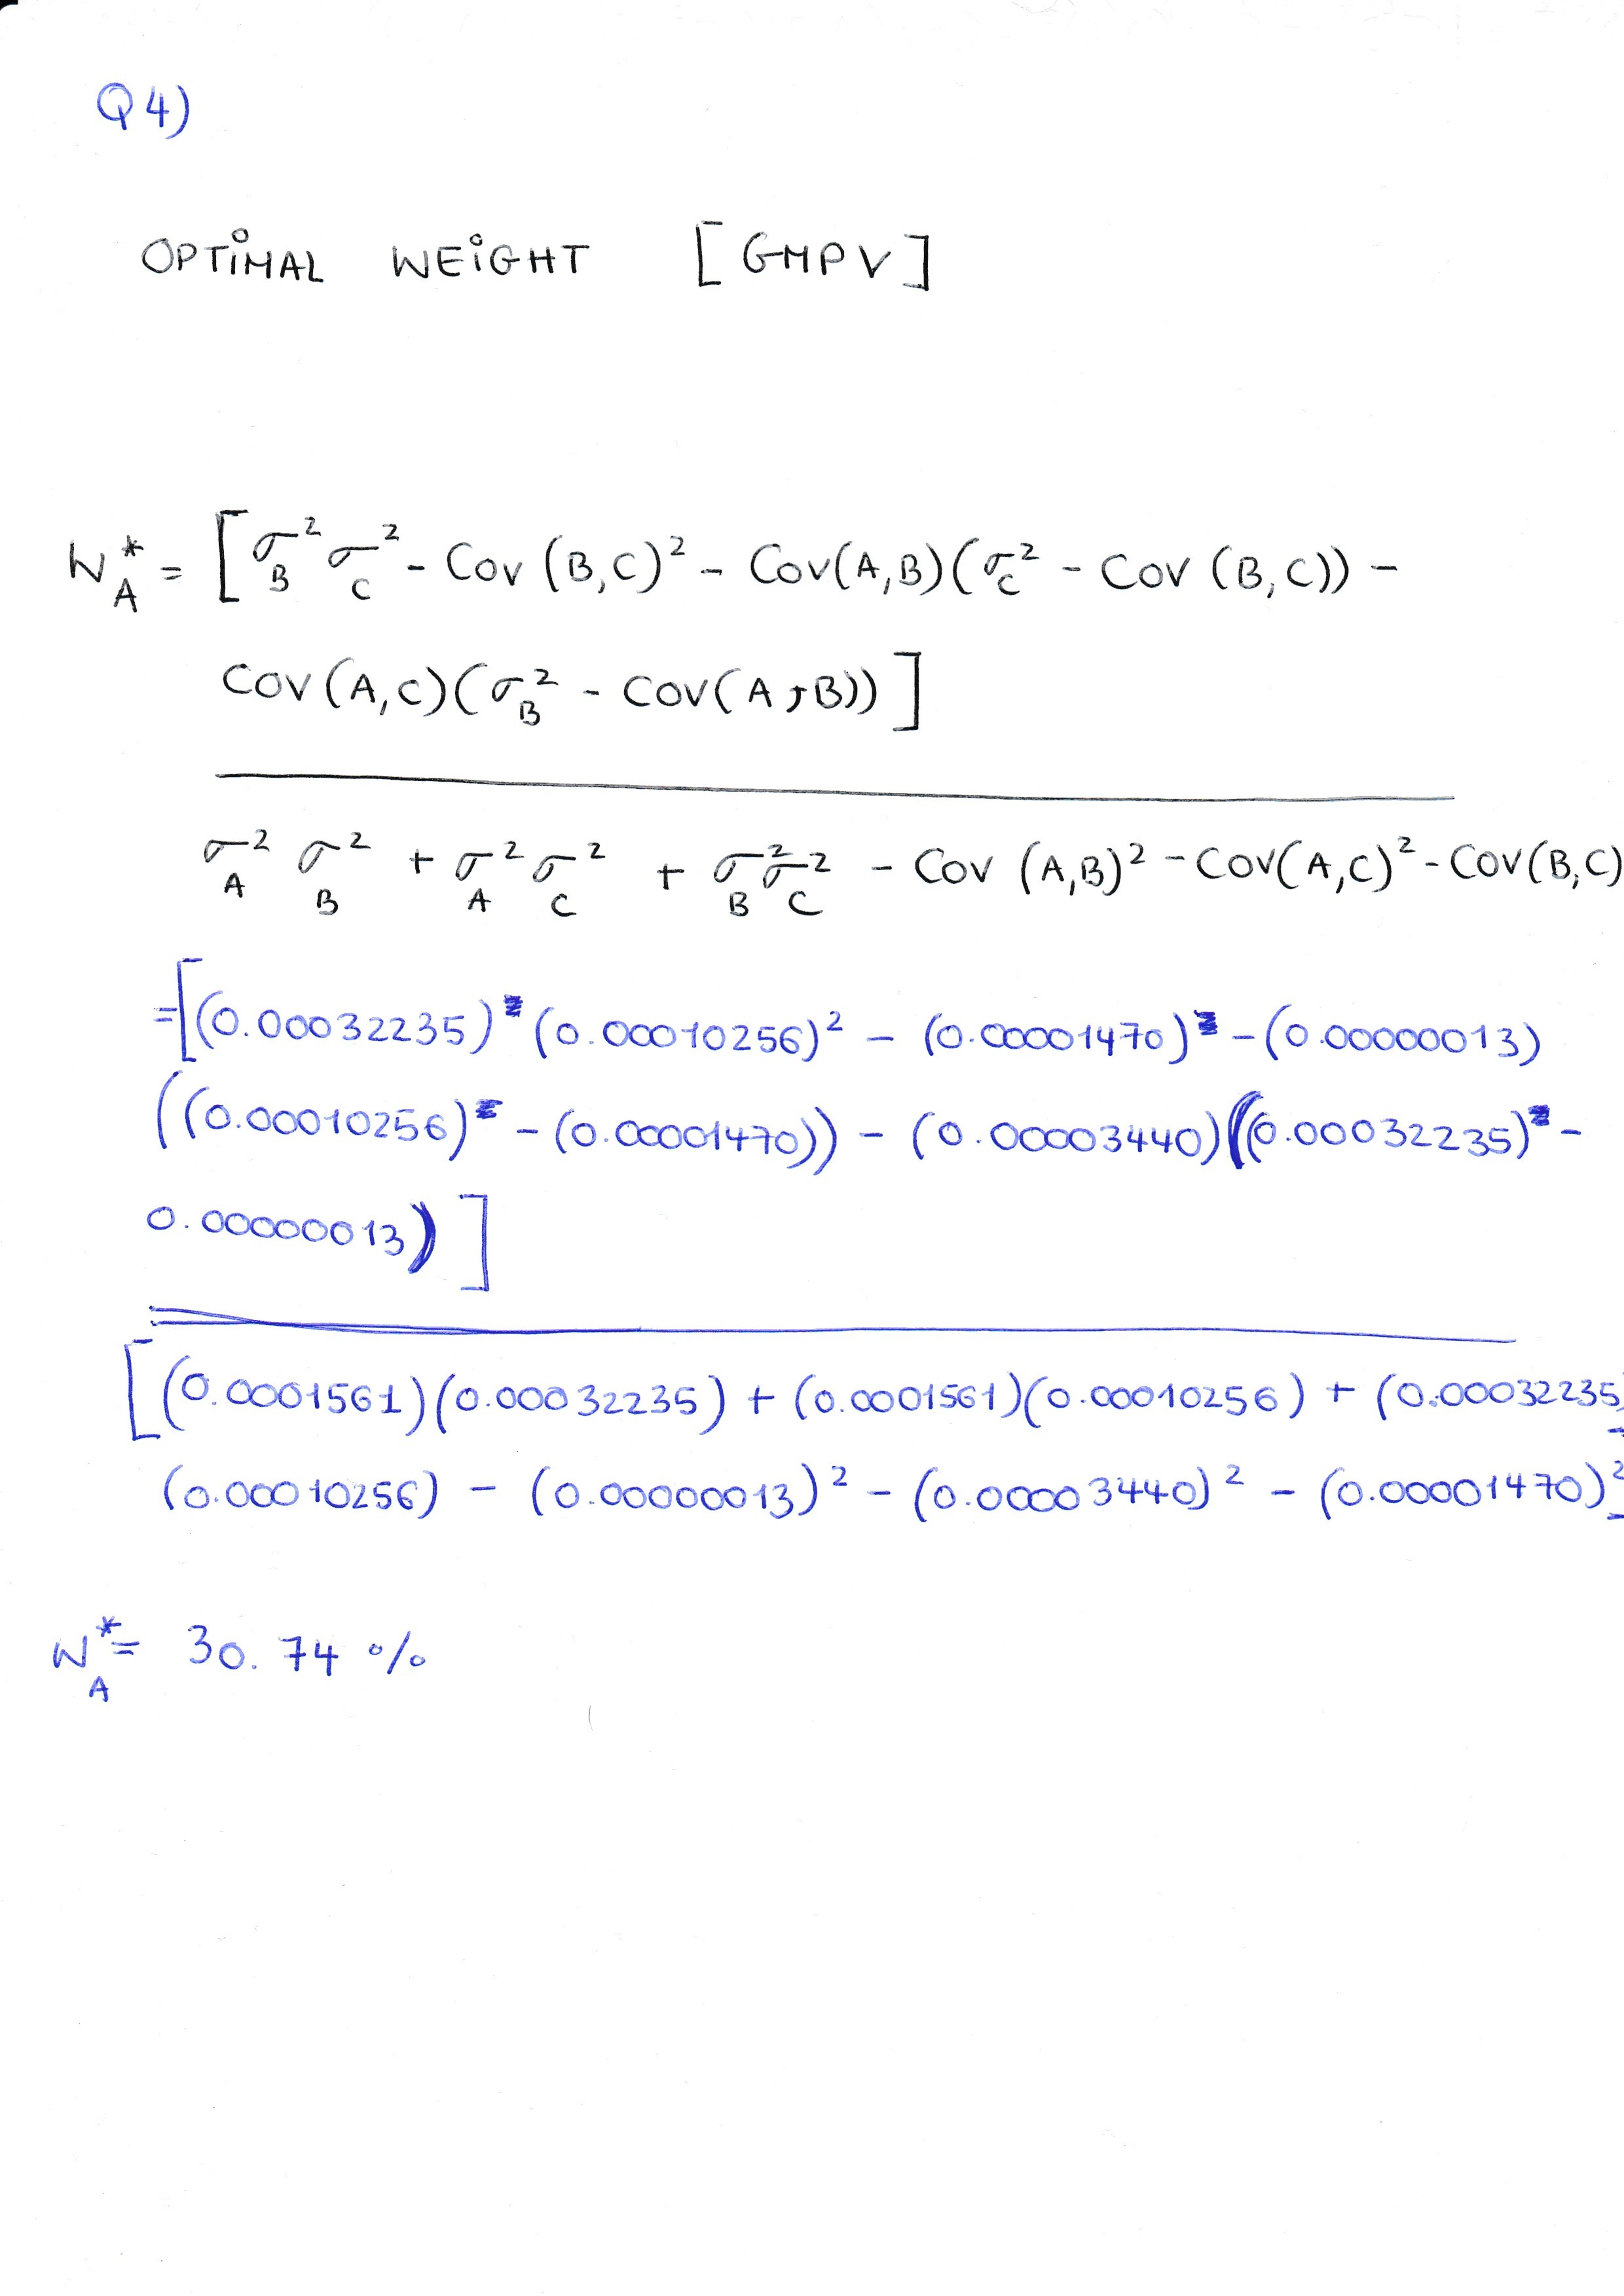 Q4)
OPTIMAL WEIGHT [GMPV]
W*A = [σ²B σ²C - Cov (B,C)² - Cov(A,B)(σ²C - Cov (B,C)) -
Cov(A,C)(σ²B - Cov(A,B))]
σ²A σ²B + σ²A σ²C + σ²B σ²C - Cov (A,B)² - Cov(A,C)² - Cov(B,C)
=[(0.00032235) (0.00010256)² - (0.00001470) - (0.00000013)
((0.00010256) - (0.00001470)) - (0.00003440)((0.00032235) -
0.00000013)]
[(0.0001561)(0.00032235) + (0.0001561)(0.00010256) + (0.00032235)
(0.00010256) - (0.00000013)² - (0.00003440)² - (0.00001470)²]
W*A = 30.74 %